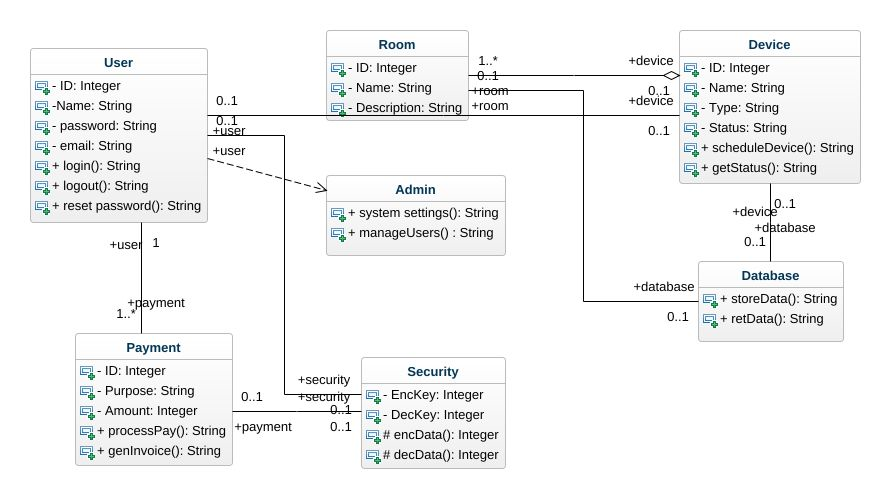 User
- ID: Integer
-Name: String
- password: String
- email: String
+ login(): String
+ logout(): String
+ reset password(): String
Room
- ID: Integer
- Name: String
- Description: String
Device
- ID: Integer
- Name: String
- Type: String
- Status: String
+ scheduleDevice(): String
+ getStatus(): String
1..*
+device
0..1
+room
0..1
+room
+device
0..1
0..1
0..1
+user
+user
Admin
+ system settings(): String
+ manageUsers() : String
0..1
+device
+database
0..1
+user
1
+payment
1..*
+database
0..1
Database
+ storeData(): String
+ retData(): String
Payment
- ID: Integer
- Purpose: String
- Amount: Integer
+ processPay(): String
+ genInvoice(): String
+security
0..1
+security
0..1
+payment
0..1
Security
- EncKey: Integer
- DecKey: Integer
# encData(): Integer
# decData(): Integer